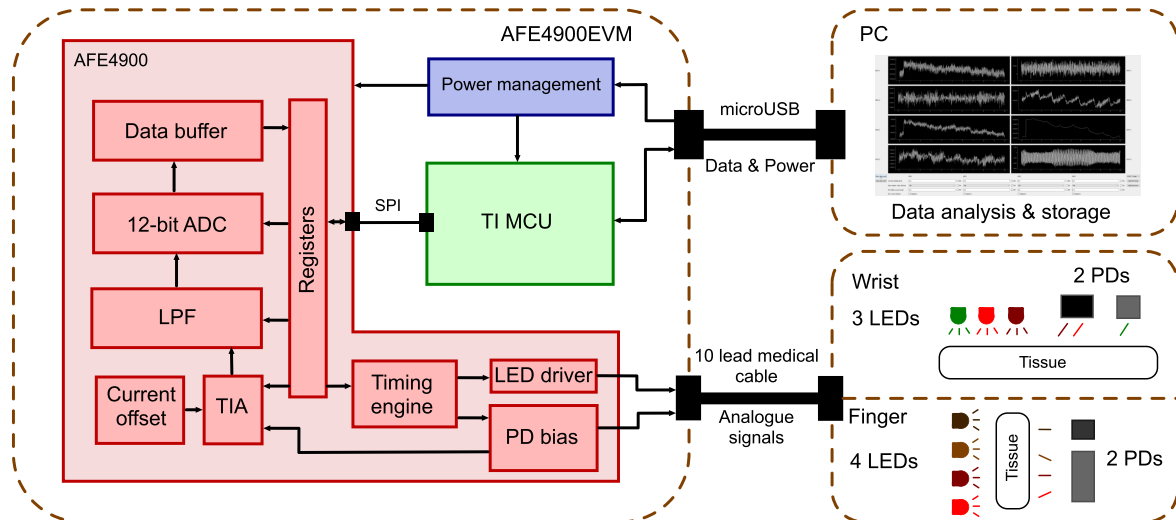 AFE4900EVM
AFE4900
Data buffer
12-bit ADC
LPF
Current
offset
TIA
Registers
Timing
engine
LED driver
PD bias
Power management
TI MCU
SPI
microUSB
Data & Power
10 lead medical
cable
Analogue
signals
PC
Data analysis & storage
Wrist
3 LEDs
2 PDs
Tissue
Finger
4 LEDs
Tissue
2 PDs